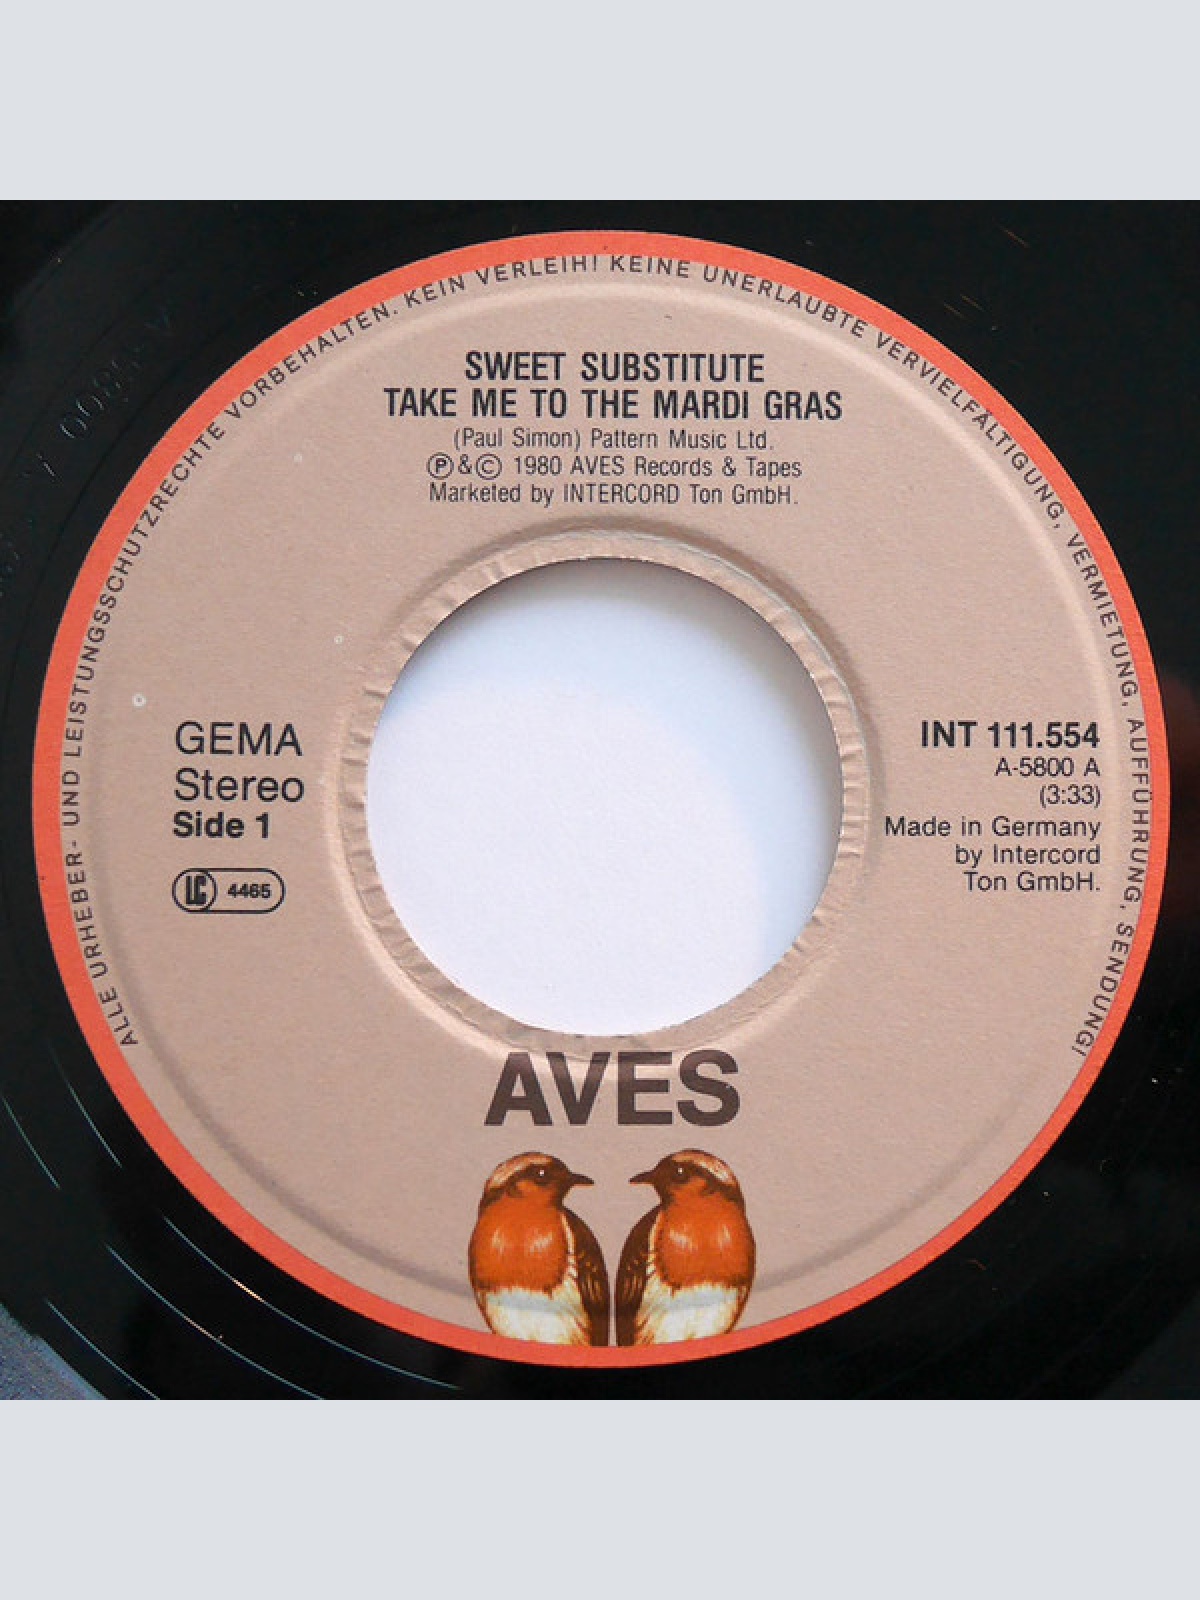 ALLE URHEBER- UND LEISTUNGSSCHUTZRECHTE VORBEHALTEN. KEIN VERLEIH! KEINE UNERLAUBTE VERVIELFÄLTIGUNG, VERMIETUNG, AUFFÜHRUNG, SENDUNG!
SWEET SUBSTITUTE
TAKE ME TO THE MARDI GRAS
(Paul Simon) Pattern Music Ltd.
Ⓟ&© 1980 AVES Records & Tapes
Marketed by INTERCORD Ton GmbH.
GEMA
Stereo
Side 1
LC 4465
INT 111.554
A-5800 A
(3:33)
Made in Germany
by Intercord
Ton GmbH.
AVES